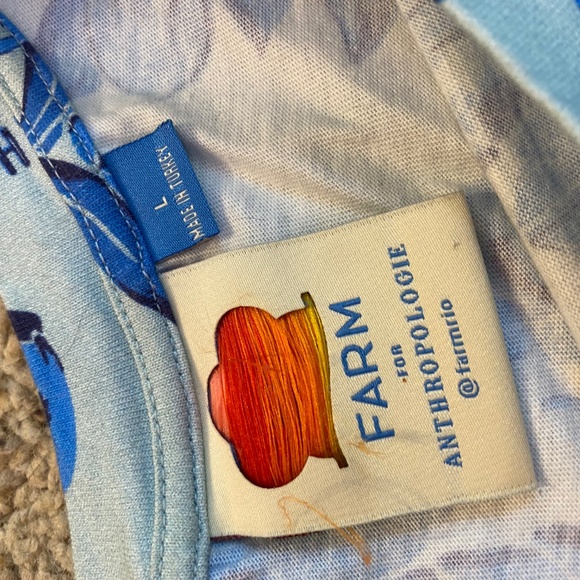 L
MADE IN TURKEY
FARM
·FOR
ANTHROPOLOGIE
@farmrio
H